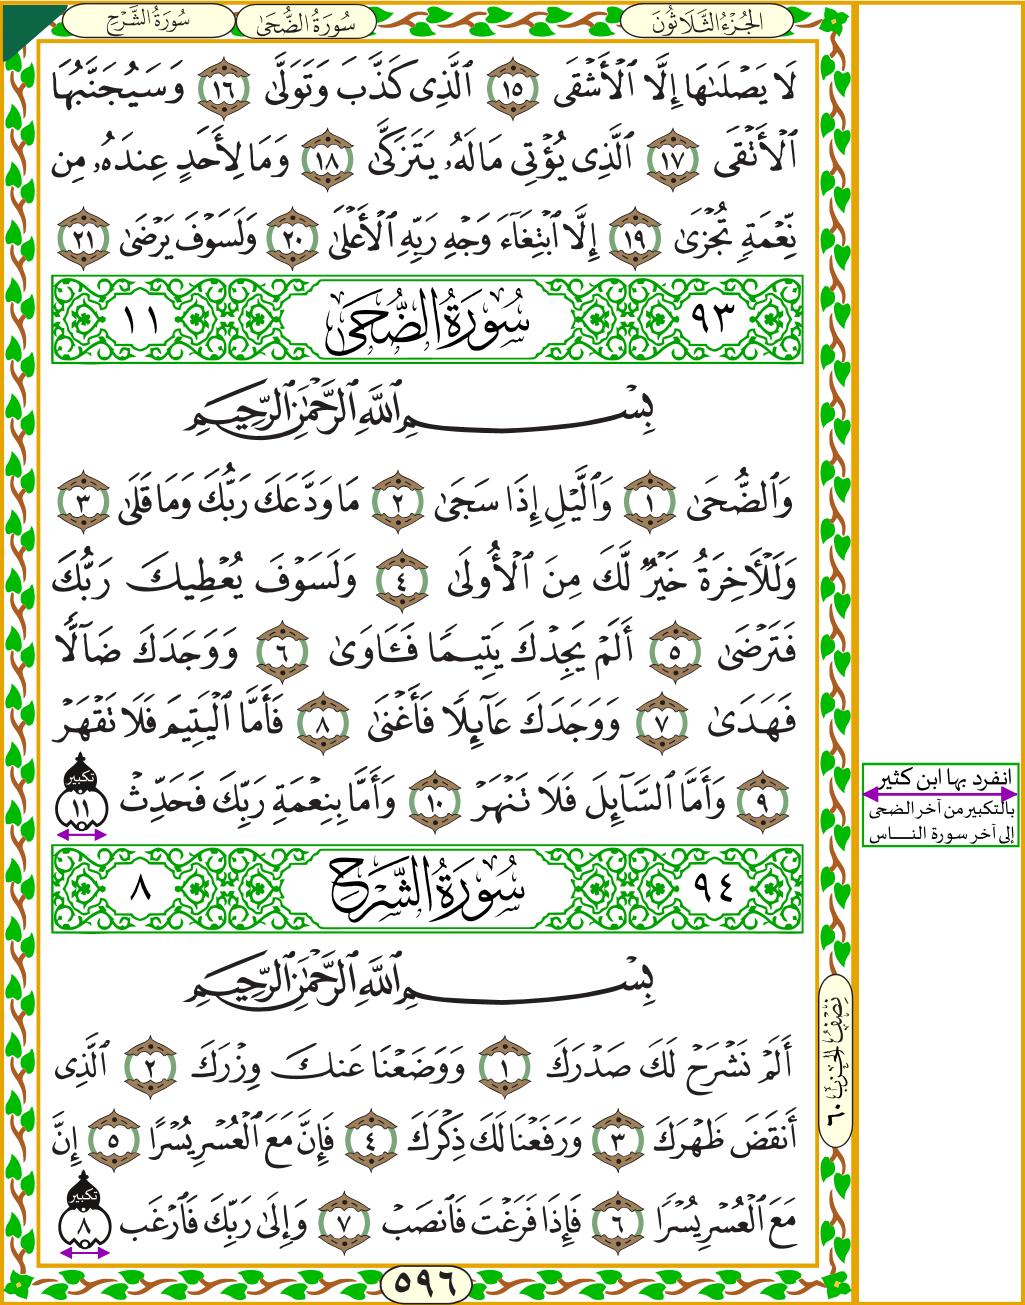 الجُزْءُ الثَّلَاثُونَ
سُورَةُ الضُّحَىٰ
سُورَةُ الشَّرْحِ
لَا يَصْلَىٰهَا إِلَّا ٱلْأَشْقَى ١٥ ٱلَّذِى كَذَّبَ وَتَوَلَّىٰ ١٦ وَسَيُجَنَّبُهَا
ٱلْأَتْقَى ١٧ ٱلَّذِى يُؤْتِى مَالَهُۥ يَتَزَكَّىٰ ١٨ وَمَا لِأَحَدٍ عِندَهُۥ مِن
نِّعْمَةٍ تُجْزَىٰ ١٩ إِلَّا ٱبْتِغَآءَ وَجْهِ رَبِّهِ ٱلْأَعْلَىٰ ٢٠ وَلَسَوْفَ يَرْضَىٰ ٢١
٩٣ سُورَةُ الضُّحَىٰ ١١
بِسْمِ ٱللَّهِ ٱلرَّحْمَٰنِ ٱلرَّحِيمِ
وَٱلضُّحَىٰ ١ وَٱلَّيْلِ إِذَا سَجَىٰ ٢ مَا وَدَّعَكَ رَبُّكَ وَمَا قَلَىٰ ٣
وَلَلْـَٔاخِرَةُ خَيْرٌ لَّكَ مِنَ ٱلْأُولَىٰ ٤ وَلَسَوْفَ يُعْطِيكَ رَبُّكَ
فَتَرْضَىٰ ٥ أَلَمْ يَجِدْكَ يَتِيمًا فَـَٔاوَىٰ ٦ وَوَجَدَكَ ضَآلًّا
فَهَدَىٰ ٧ وَوَجَدَكَ عَآئِلًا فَأَغْنَىٰ ٨ فَأَمَّا ٱلْيَتِيمَ فَلَا تَقْهَرْ
٩ وَأَمَّا ٱلسَّآئِلَ فَلَا تَنْهَرْ ١٠ وَأَمَّا بِنِعْمَةِ رَبِّكَ فَحَدِّثْ تكبير ١١
انفرد بها ابن كثير
بالتكبير من آخر الضحى
إلى آخر سورة النـــاس
٩٤ سُورَةُ الشَّرْحِ ٨
بِسْمِ ٱللَّهِ ٱلرَّحْمَٰنِ ٱلرَّحِيمِ
أَلَمْ نَشْرَحْ لَكَ صَدْرَكَ ١ وَوَضَعْنَا عَنكَ وِزْرَكَ ٢ ٱلَّذِى
أَنقَضَ ظَهْرَكَ ٣ وَرَفَعْنَا لَكَ ذِكْرَكَ ٤ فَإِنَّ مَعَ ٱلْعُسْرِ يُسْرًا ٥ إِنَّ
مَعَ ٱلْعُسْرِ يُسْرًا ٦ فَإِذَا فَرَغْتَ فَٱنصَبْ ٧ وَإِلَىٰ رَبِّكَ فَٱرْغَب تكبير ٨
نِصْفُ الحِزْبِ ٦٠
٥٩٦